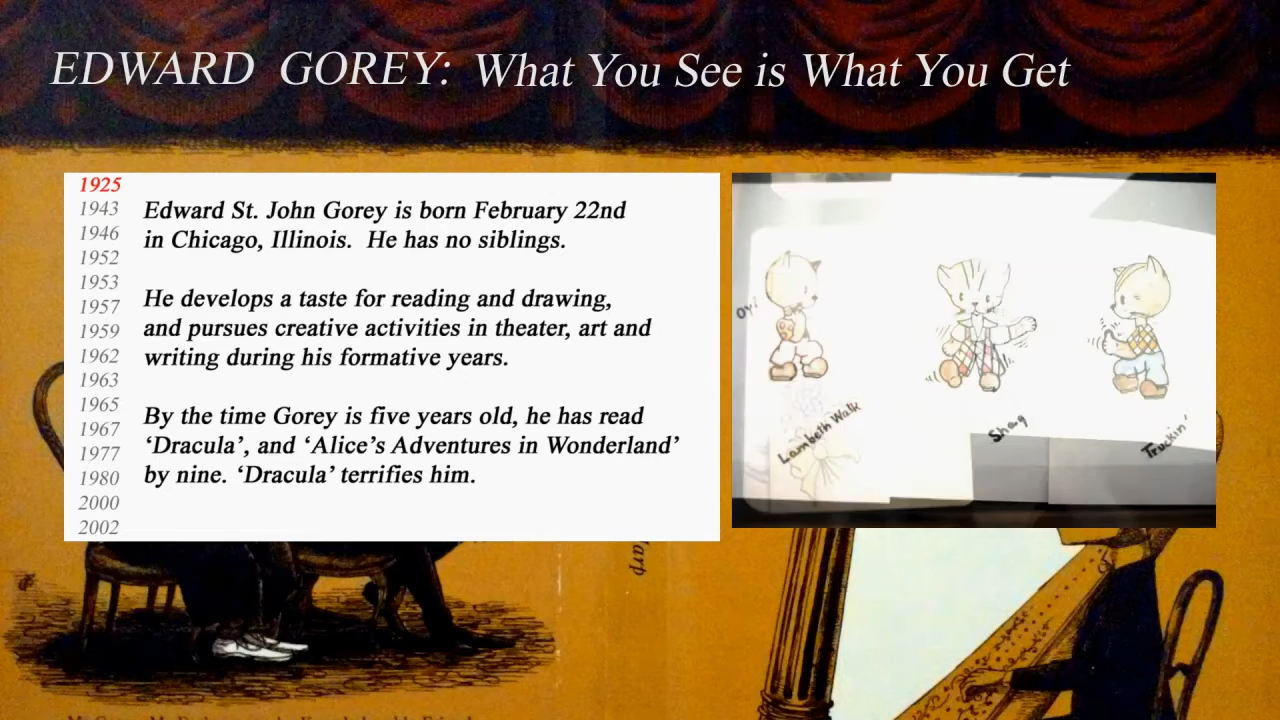 EDWARD GOREY: What You See is What You Get
1925
1943
1946
1952
1953
1957
1959
1962
1963
1965
1967
1977
1980
2000
2002
Edward St. John Gorey is born February 22nd
in Chicago, Illinois. He has no siblings.
He develops a taste for reading and drawing,
and pursues creative activities in theater, art and
writing during his formative years.
By the time Gorey is five years old, he has read
‘Dracula’, and ‘Alice’s Adventures in Wonderland’
by nine. ‘Dracula’ terrifies him.
Oy!
Lambeth Walk
Shag
Truckin'